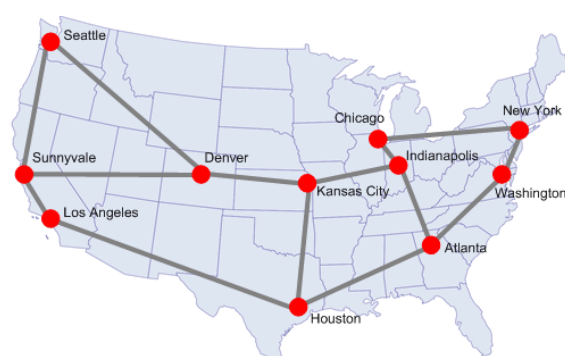 Seattle
Chicago
New York
Sunnyvale
Denver
Indianapolis
Kansas City
Washington
Los Angeles
Atlanta
Houston